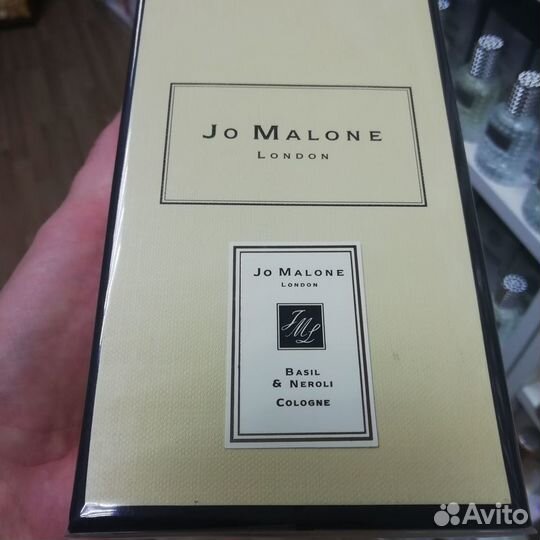 JO MALONE
LONDON
JO MALONE
LONDON
JML
BASIL
& NEROLI
COLOGNE
Avito